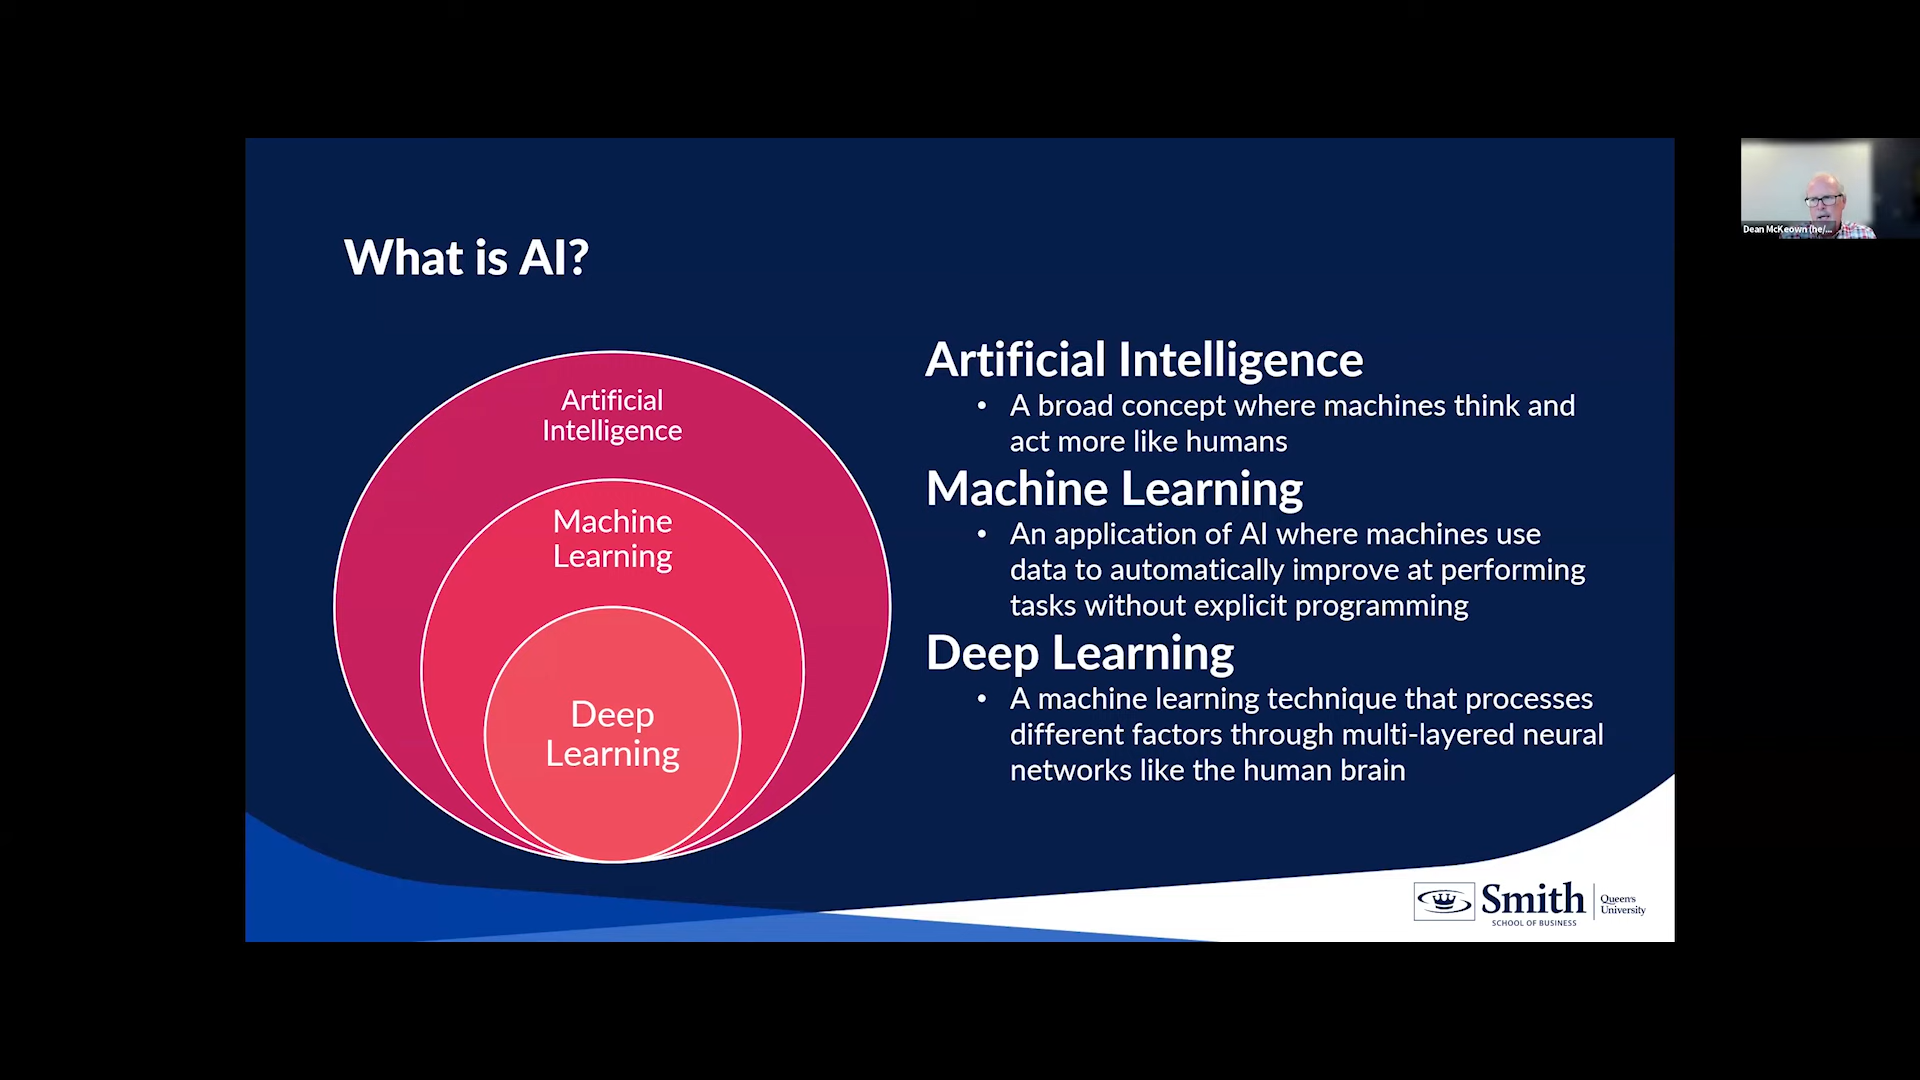 What is AI?
Artificial
Intelligence
Machine
Learning
Deep
Learning
Artificial Intelligence
• A broad concept where machines think and
act more like humans
Machine Learning
• An application of AI where machines use
data to automatically improve at performing
tasks without explicit programming
Deep Learning
• A machine learning technique that processes
different factors through multi-layered neural
networks like the human brain
Smith
SCHOOL OF BUSINESS
Queen's
University
Dean McKeown (he/...